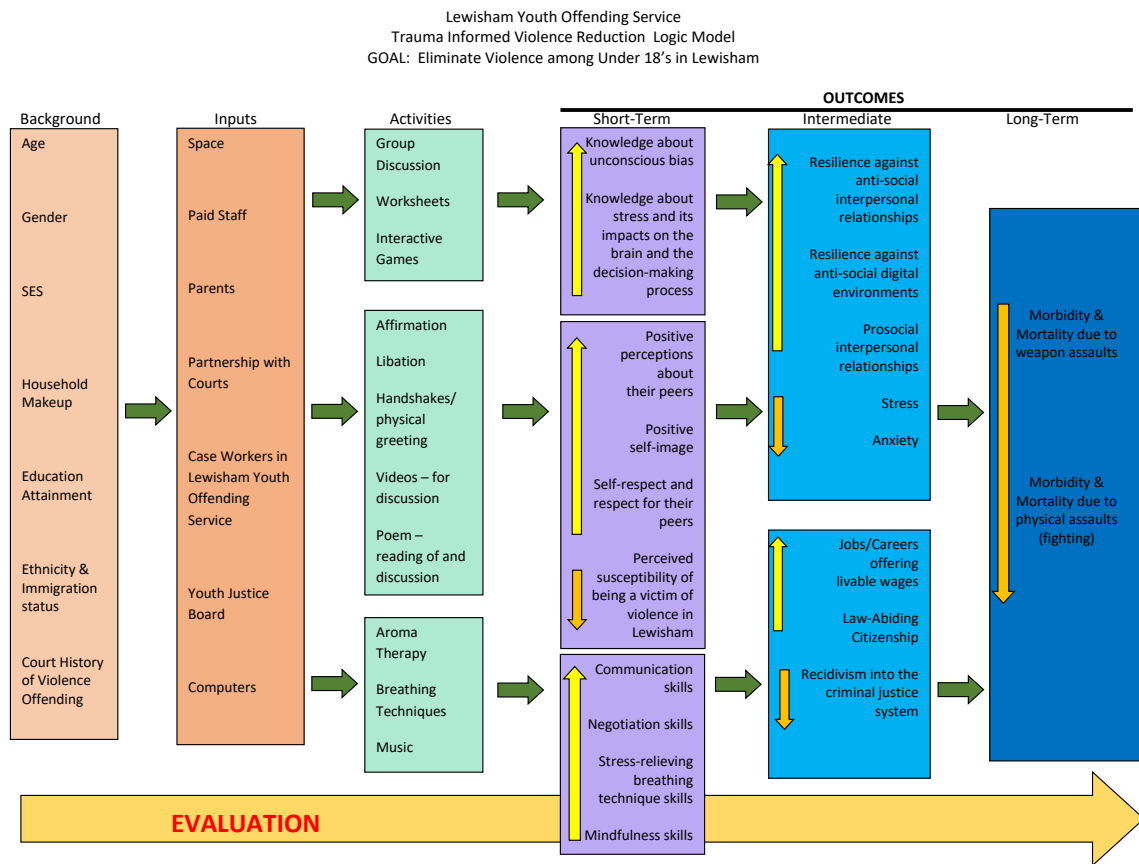 Lewisham Youth Offending Service
Trauma Informed Violence Reduction Logic Model
GOAL: Eliminate Violence among Under 18's in Lewisham
OUTCOMES
Background
Inputs
Activities
Short-Term
Intermediate
Long-Term
Age
Gender
SES
Household
Makeup
Education
Attainment
Ethnicity &
Immigration
status
Court History
of Violence
Offending
Space
Paid Staff
Parents
Partnership with
Courts
Case Workers in
Lewisham Youth
Offending
Service
Youth Justice
Board
Computers
Group
Discussion
Worksheets
Interactive
Games
Affirmation
Libation
Handshakes/
physical
greeting
Videos – for
discussion
Poem –
reading of and
discussion
Aroma
Therapy
Breathing
Techniques
Music
Knowledge about
unconscious bias
Knowledge about
stress and its
impacts on the
brain and the
decision-making
process
Positive
perceptions
about
their peers
Positive
self-image
Self-respect and
respect for their
peers
Perceived
susceptibility of
being a victim of
violence in
Lewisham
Communication
skills
Negotiation skills
Stress-relieving
breathing
technique skills
Mindfulness skills
Resilience against
anti-social
interpersonal
relationships
Resilience against
anti-social digital
environments
Prosocial
interpersonal
relationships
Stress
Anxiety
Jobs/Careers
offering
livable wages
Law-Abiding
Citizenship
Recidivism into the
criminal justice
system
Morbidity &
Mortality due to
weapon assaults
Morbidity &
Mortality due to
physical assaults
(fighting)
EVALUATION